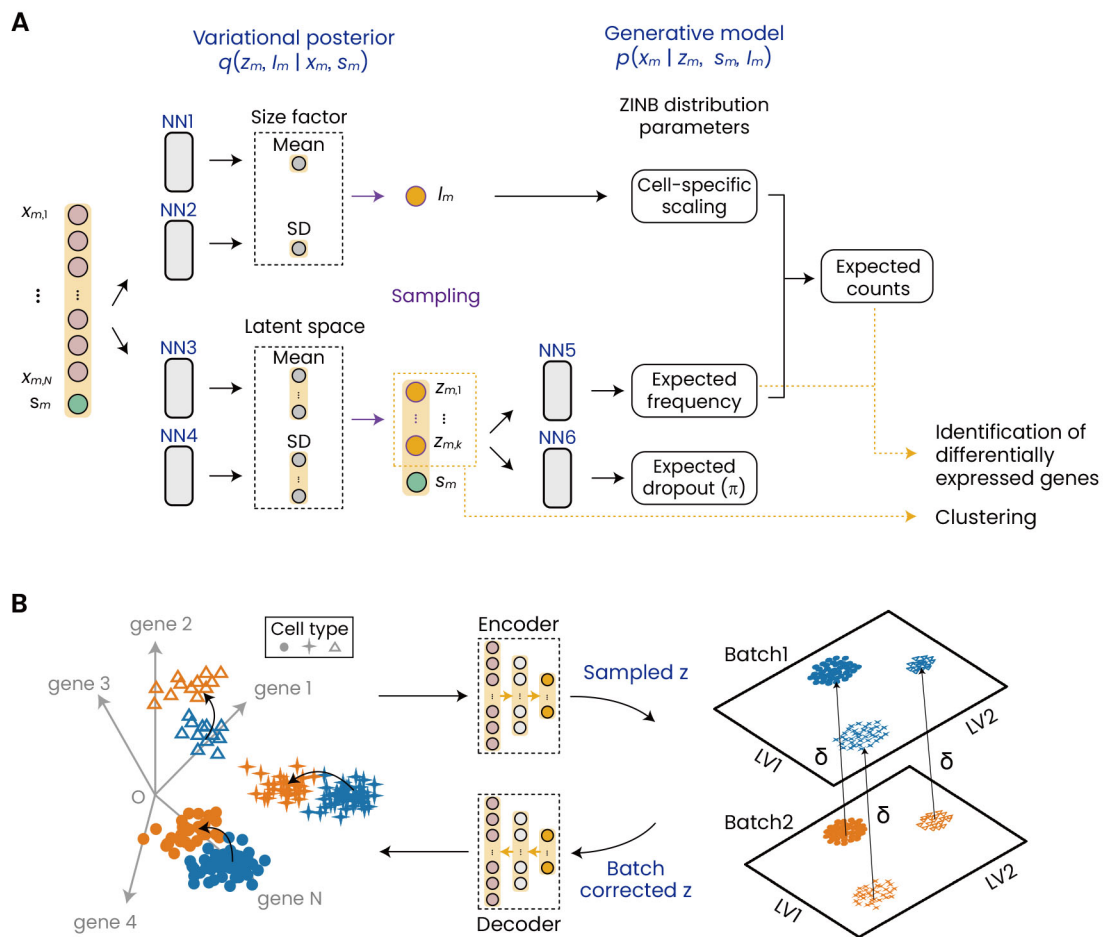 A
Variational posterior
q(zₘ, lₘ | xₘ, sₘ)
Generative model
p(xₘ | zₘ, sₘ, lₘ)
ZINB distribution
parameters
NN1
Size factor
Mean
NN2
SD
lₘ
Cell-specific
scaling
xₘ,₁
⋮
⋮
xₘ,N
sₘ
Expected
counts
Sampling
Latent space
NN3
Mean
⋮
NN4
SD
⋮
zₘ,₁
⋮
⋮
zₘ,ₖ
sₘ
NN5
Expected
frequency
NN6
Expected
dropout (π)
Identification of
differentially
expressed genes
Clustering
B
gene 2
Cell type
gene 3
gene 1
O
gene N
gene 4
Encoder
...
Sampled z
Batch1
LV1
LV2
δ
δ
δ
...
Decoder
Batch
corrected z
Batch2
LV1
LV2